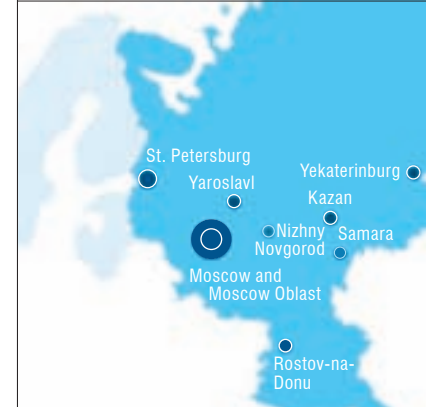 St. Petersburg
Yekaterinburg
Yaroslavl
Kazan
Nizhny
Novgorod
Samara
Moscow and
Moscow Oblast
Rostov-na-
Donu